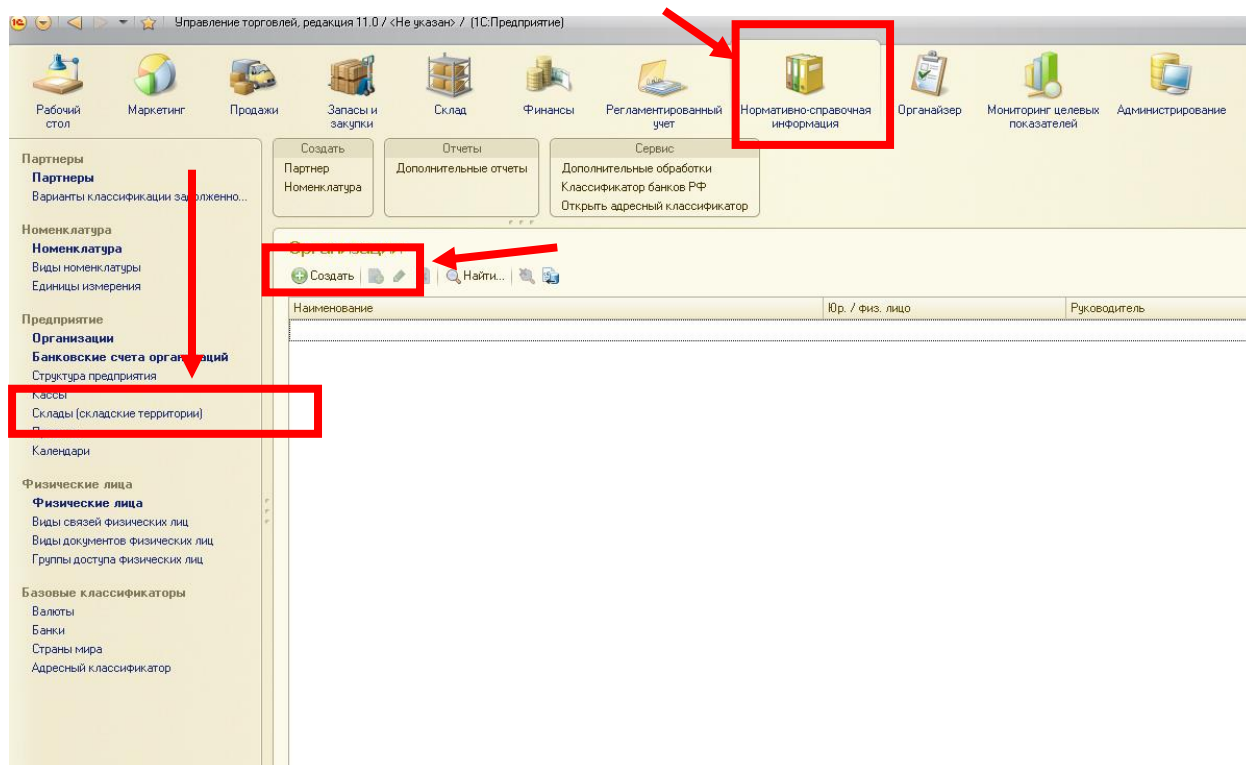 Управление торговлей, редакция 11.0 / <Не указан> / (1С:Предприятие)
Рабочий стол
Маркетинг
Продажи
Запасы и закупки
Склад
Финансы
Регламентированный учет
Нормативно-справочная информация
Органайзер
Мониторинг целевых показателей
Администрирование
Партнеры
Партнеры
Варианты классификации задолженно...
Номенклатура
Номенклатура
Виды номенклатуры
Единицы измерения
Предприятие
Организации
Банковские счета организаций
Структура предприятия
Кассы
Склады (складские территории)
Календари
Физические лица
Физические лица
Виды связей физических лиц
Виды документов физических лиц
Группы доступа физических лиц
Базовые классификаторы
Валюты
Банки
Страны мира
Адресный классификатор
Создать
Партнер
Номенклатура
Отчеты
Дополнительные отчеты
Сервис
Дополнительные обработки
Классификатор банков РФ
Открыть адресный классификатор
Организации
Создать
Найти...
Наименование
Юр. / физ. лицо
Руководитель